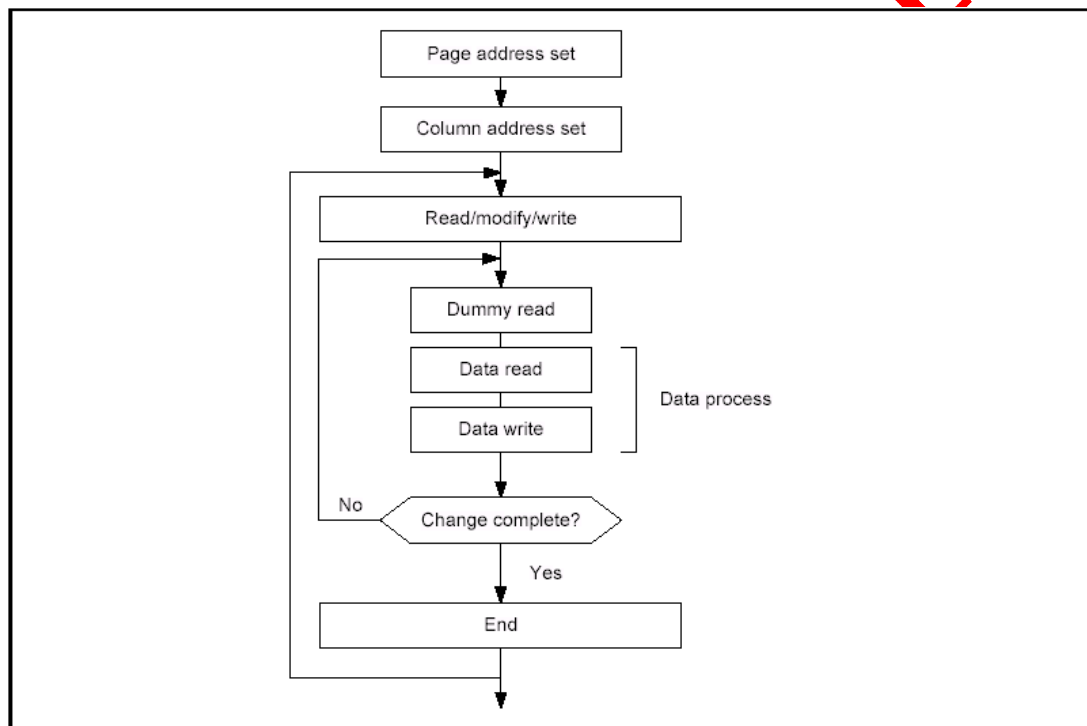 Page address set
Column address set
Read/modify/write
Dummy read
Data read
Data process
Data write
No
Change complete?
Yes
End